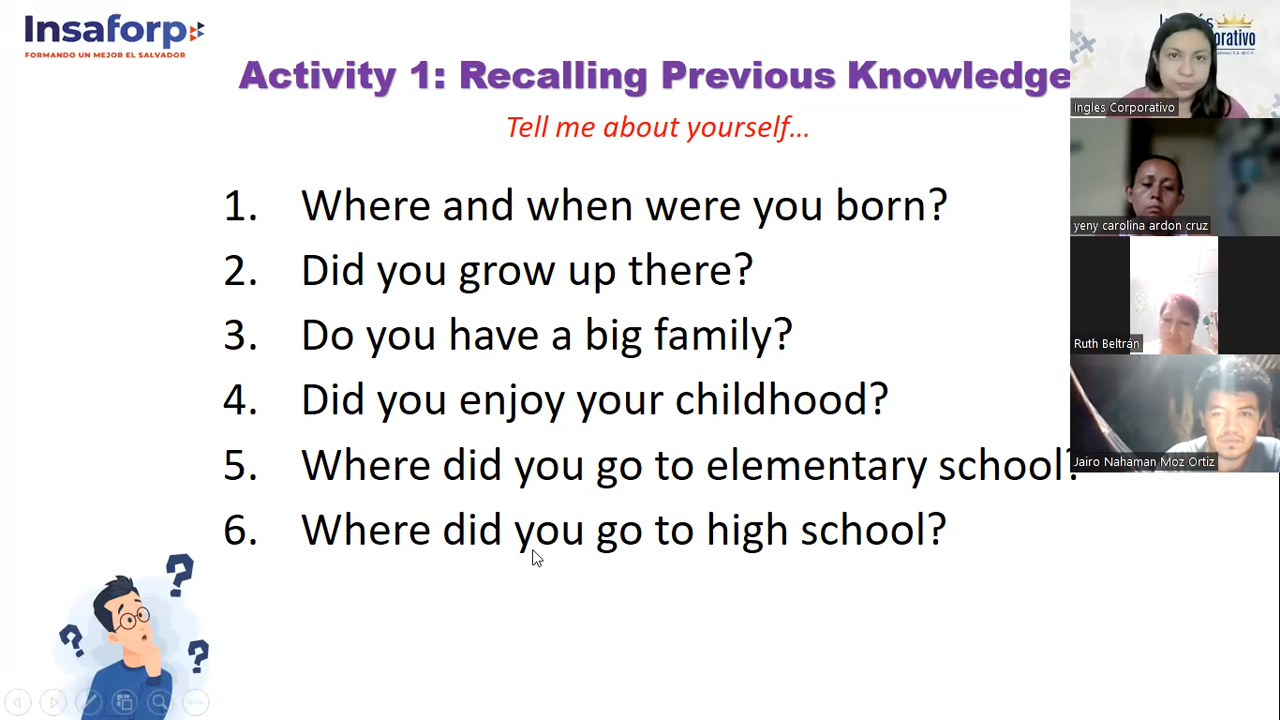 Insaforp
FORMANDO UN MEJOR EL SALVADOR
Activity 1: Recalling Previous Knowledge
Tell me about yourself...
1. Where and when were you born?
2. Did you grow up there?
3. Do you have a big family?
4. Did you enjoy your childhood?
5. Where did you go to elementary school?
6. Where did you go to high school?
Ingles Corporativo
yeny carolina ardon cruz
Ruth Beltrán
Jairo Nahaman Moz Ortiz